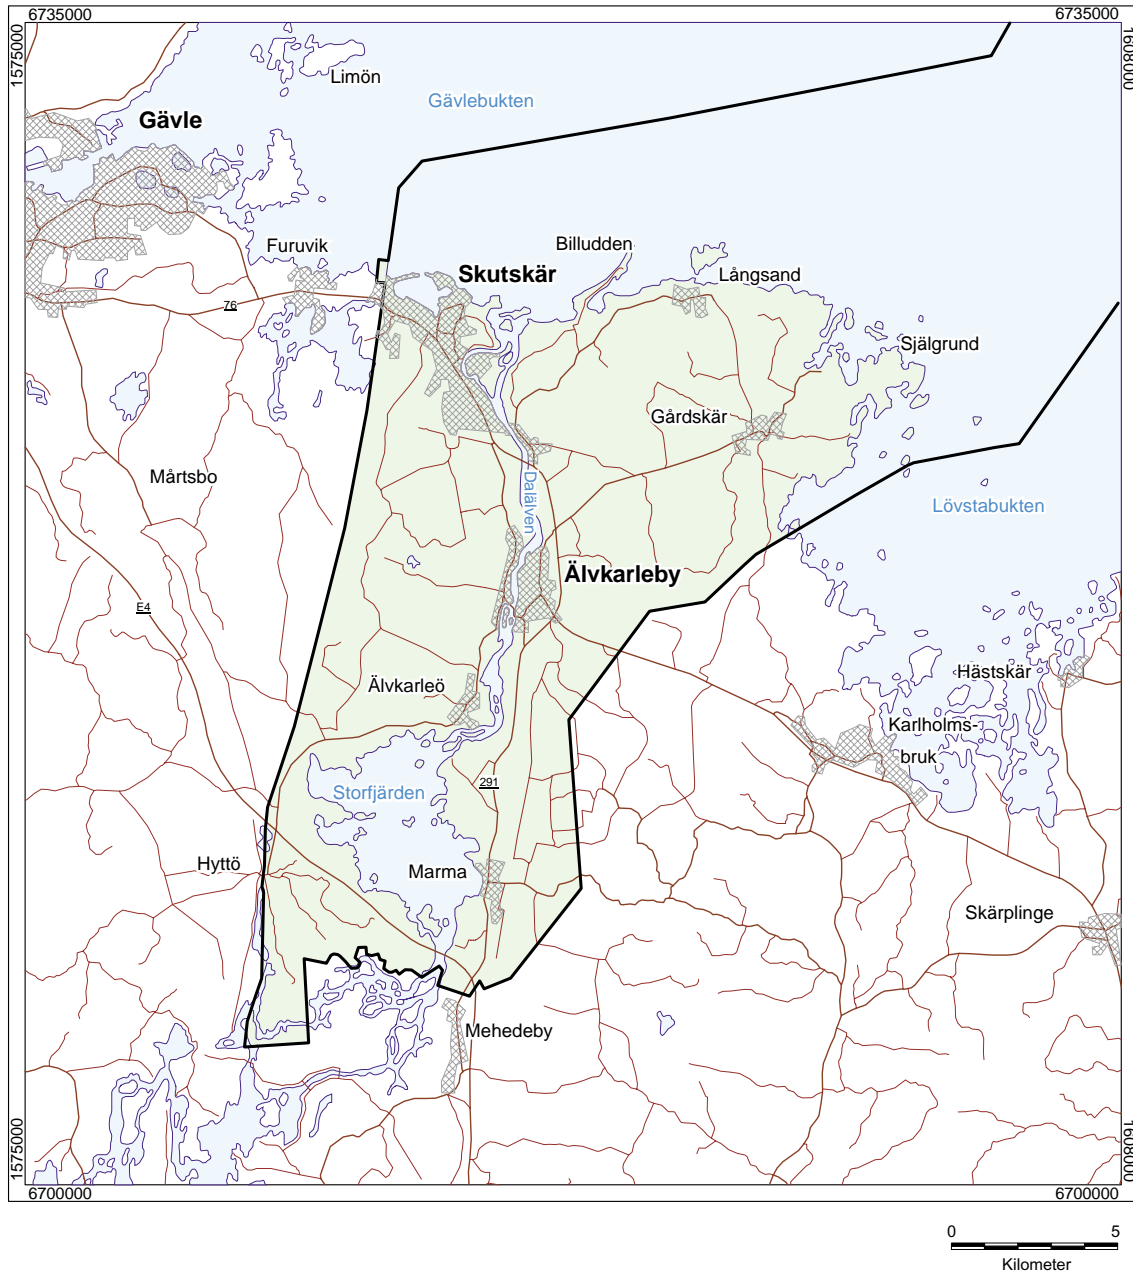 6735000
6735000
1575000
1608000
Limön
Gävlebukten
Gävle
Furuvik
Billudden
Skutskär
Långsand
76
Själgrund
Gårdskär
Mårtsbo
Dalälven
Lövstabukten
Älvkarleby
E4
Hästskär
Älvkarleö
Karlholms-
bruk
291
Storfjärden
Hyttö
Marma
Skärplinge
Mehedeby
1575000
1608000
6700000
6700000
0
5
Kilometer